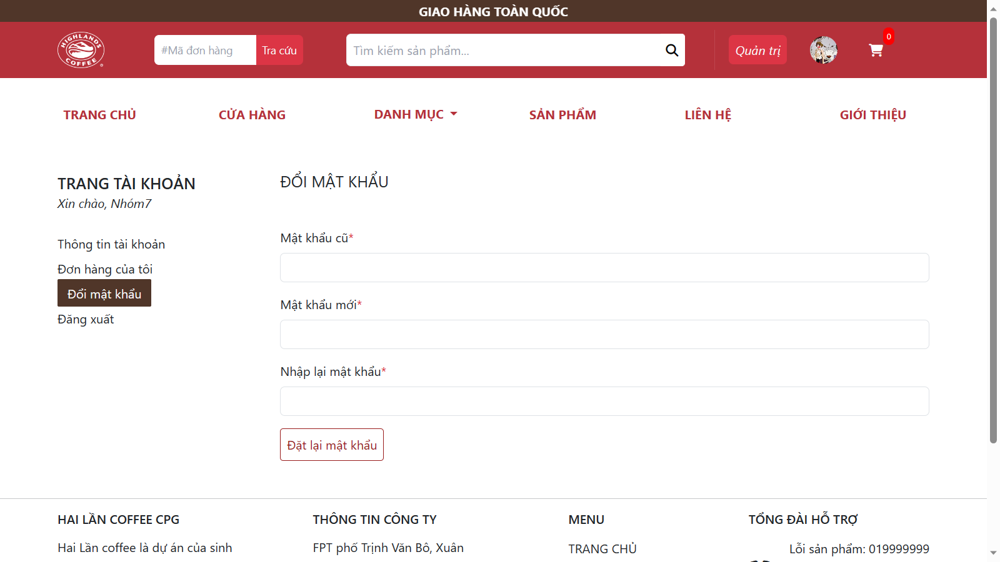 GIAO HÀNG TOÀN QUỐC
HIGHLANDS COFFEE ®
#Mã đơn hàng
Tra cứu
Tìm kiếm sản phẩm...
Quản trị
0
TRANG CHỦ
CỬA HÀNG
DANH MỤC
SẢN PHẨM
LIÊN HỆ
GIỚI THIỆU
TRANG TÀI KHOẢN
Xin chào, Nhóm7
Thông tin tài khoản
Đơn hàng của tôi
Đổi mật khẩu
Đăng xuất
ĐỔI MẬT KHẨU
Mật khẩu cũ*
Mật khẩu mới*
Nhập lại mật khẩu*
Đặt lại mật khẩu
HAI LẦN COFFEE CPG
Hai Lần coffee là dự án của sinh
THÔNG TIN CÔNG TY
FPT phố Trịnh Văn Bô, Xuân
MENU
TRANG CHỦ
TỔNG ĐÀI HỖ TRỢ
Lỗi sản phẩm: 019999999